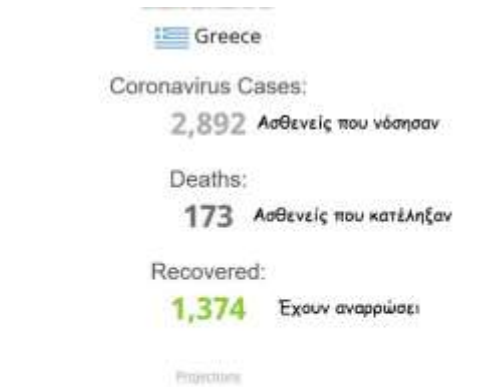 Greece
Coronavirus Cases:
2,892 Ασθενείς που νόσησαν
Deaths:
173 Ασθενείς που κατέληξαν
Recovered:
1,374 Έχουν αναρρώσει
Projections